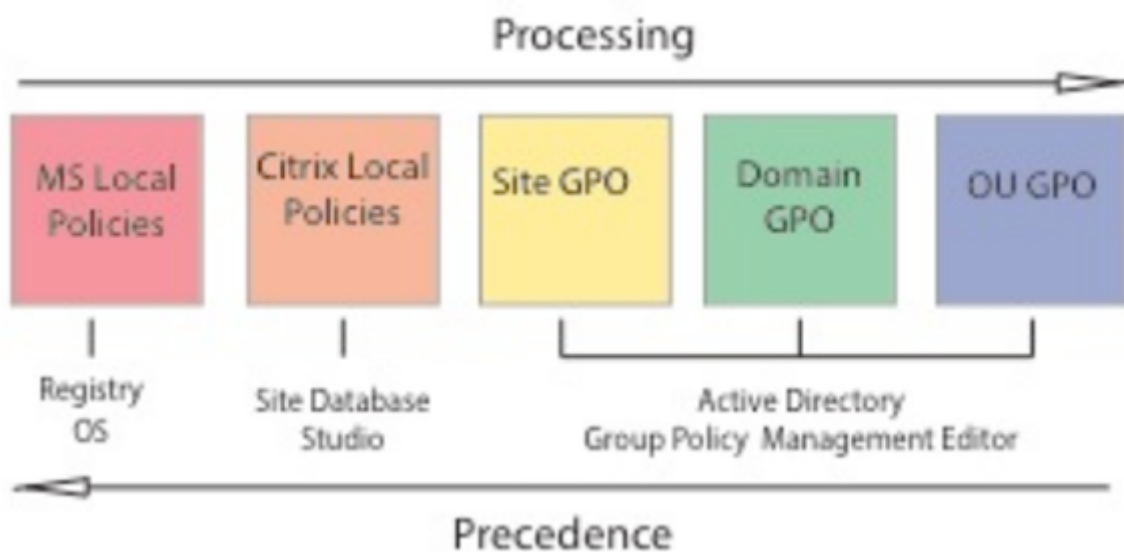 Processing
MS Local
Policies
Citrix Local
Policies
Site GPO
Domain
GPO
OU GPO
Registry
OS
Site Database
Studio
Active Directory
Group Policy Management Editor
Precedence